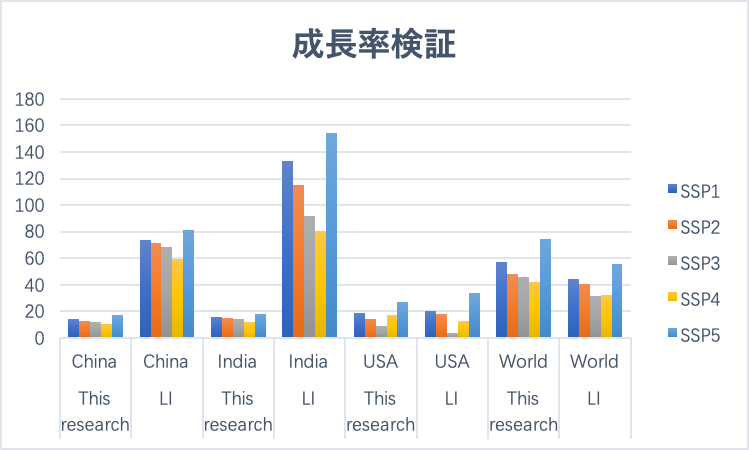 成長率検証
180
160
140
120
100
80
60
40
20
0
China China India India USA USA World World
This research LI This research LI This research LI This research LI
SSP1
SSP2
SSP3
SSP4
SSP5